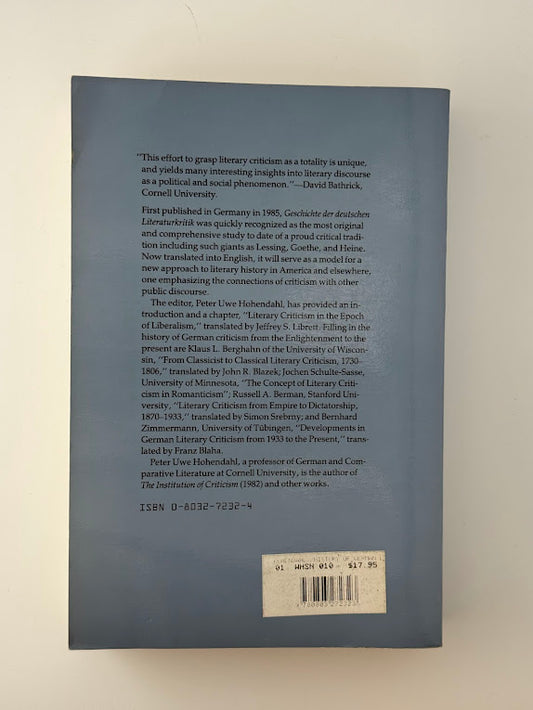 "This effort to grasp literary criticism as a totality is unique,
and yields many interesting insights into literary discourse
as a political and social phenomenon."—David Bathrick,
Cornell University.
First published in Germany in 1985, Geschichte der deutschen
Literaturkritik was quickly recognized as the most original
and comprehensive study to date of a proud critical tradi-
tion including such giants as Lessing, Goethe, and Heine.
Now translated into English, it will serve as a model for a
new approach to literary history in America and elsewhere,
one emphasizing the connections of criticism with other
public discourse.
The editor, Peter Uwe Hohendahl, has provided an in-
troduction and a chapter, "Literary Criticism in the Epoch
of Liberalism," translated by Jeffrey S. Librett. Filling in the
history of German criticism from the Enlightenment to the
present are Klaus L. Berghahn of the University of Wiscon-
sin, "From Classicist to Classical Literary Criticism, 1730–
1806," translated by John R. Blazek; Jochen Schulte-Sasse,
University of Minnesota, "The Concept of Literary Criti-
cism in Romanticism"; Russell A. Berman, Stanford Uni-
versity, "Literary Criticism from Empire to Dictatorship,
1870–1933," translated by Simon Srebrny; and Bernhard
Zimmermann, University of Tübingen, "Developments in
German Literary Criticism from 1933 to the Present," trans-
lated by Franz Blaha.
Peter Uwe Hohendahl, a professor of German and Com-
parative Literature at Cornell University, is the author of
The Institution of Criticism (1982) and other works.
ISBN 0-8032-7232-4
HISTORY OF
01 WHSN 010 - $17.95